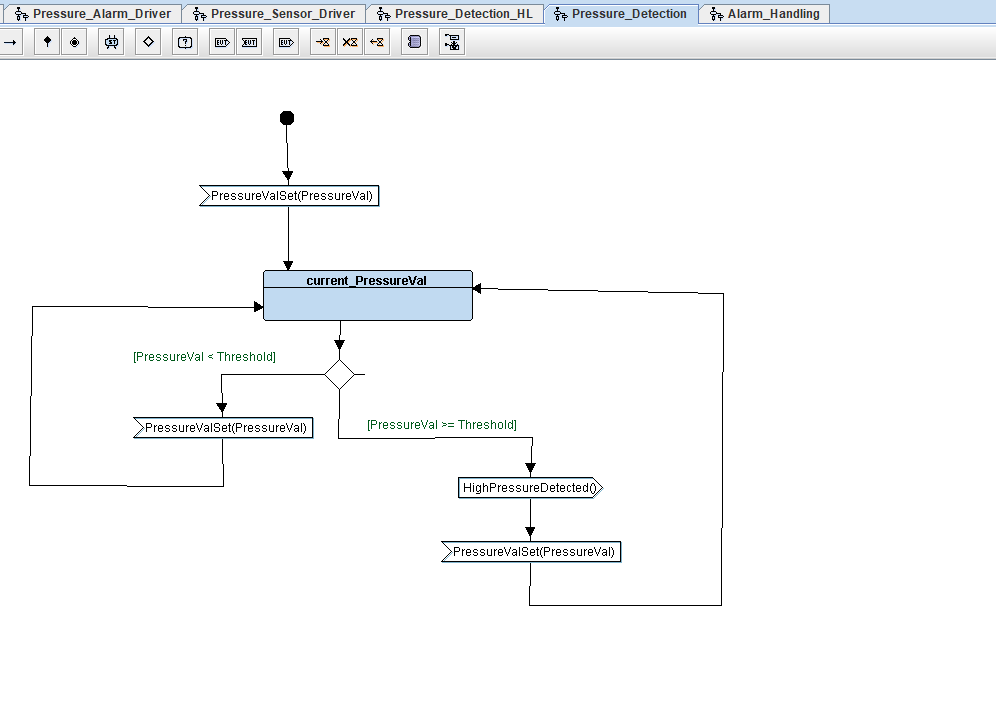 Pressure_Alarm_Driver
Pressure_Sensor_Driver
Pressure_Detection_HL
Pressure_Detection
Alarm_Handling
PressureValSet(PressureVal)
current_PressureVal
[PressureVal < Threshold]
PressureValSet(PressureVal)
[PressureVal >= Threshold]
HighPressureDetected()
PressureValSet(PressureVal)